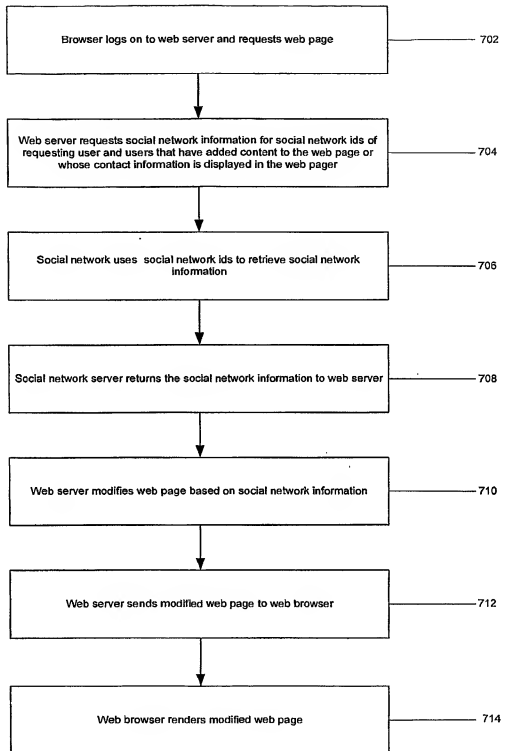 Browser logs on to web server and requests web page
702
Web server requests social network information for social network ids of
requesting user and users that have added content to the web page or
whose contact information is displayed in the web pager
704
Social network uses social network ids to retrieve social network
information
706
Social network server returns the social network information to web server
708
Web server modifies web page based on social network information
710
Web server sends modified web page to web browser
712
Web browser renders modified web page
714